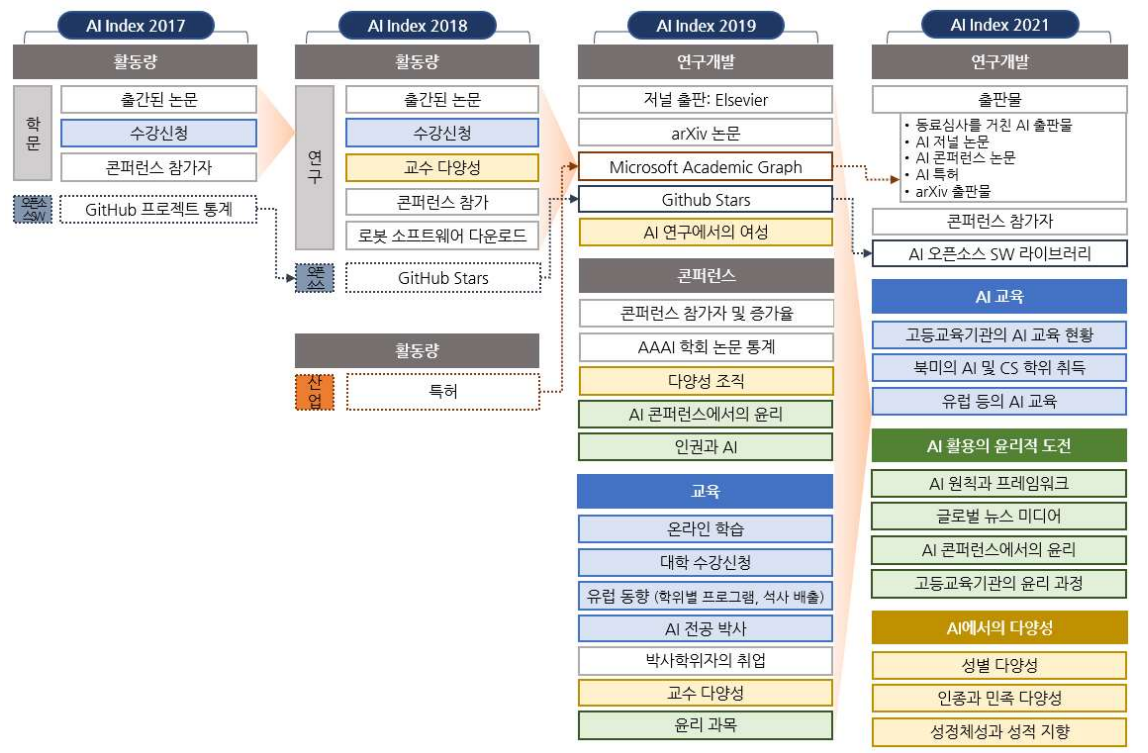 AI Index 2017
활동량
학문
출간된 논문
수강신청
콘퍼런스 참가자
오픈소스SW
GitHub 프로젝트 통계
AI Index 2018
활동량
연구
출간된 논문
수강신청
교수 다양성
콘퍼런스 참가
로봇 소프트웨어 다운로드
오픈소스
GitHub Stars
활동량
산업
특허
AI Index 2019
연구개발
저널 출판: Elsevier
arXiv 논문
Microsoft Academic Graph
Github Stars
AI 연구에서의 여성
콘퍼런스
콘퍼런스 참가자 및 증가율
AAAI 학회 논문 통계
다양성 조직
AI 콘퍼런스에서의 윤리
인권과 AI
교육
온라인 학습
대학 수강신청
유럽 동향 (학위별 프로그램, 석사 배출)
AI 전공 박사
박사학위자의 취업
교수 다양성
윤리 과목
AI Index 2021
연구개발
출판물
• 동료심사를 거친 AI 출판물
• AI 저널 논문
• AI 콘퍼런스 논문
• AI 특허
• arXiv 출판물
콘퍼런스 참가자
AI 오픈소스 SW 라이브러리
AI 교육
고등교육기관의 AI 교육 현황
북미의 AI 및 CS 학위 취득
유럽 등의 AI 교육
AI 활용의 윤리적 도전
AI 원칙과 프레임워크
글로벌 뉴스 미디어
AI 콘퍼런스에서의 윤리
고등교육기관의 윤리 과정
AI에서의 다양성
성별 다양성
인종과 민족 다양성
성정체성과 성적 지향